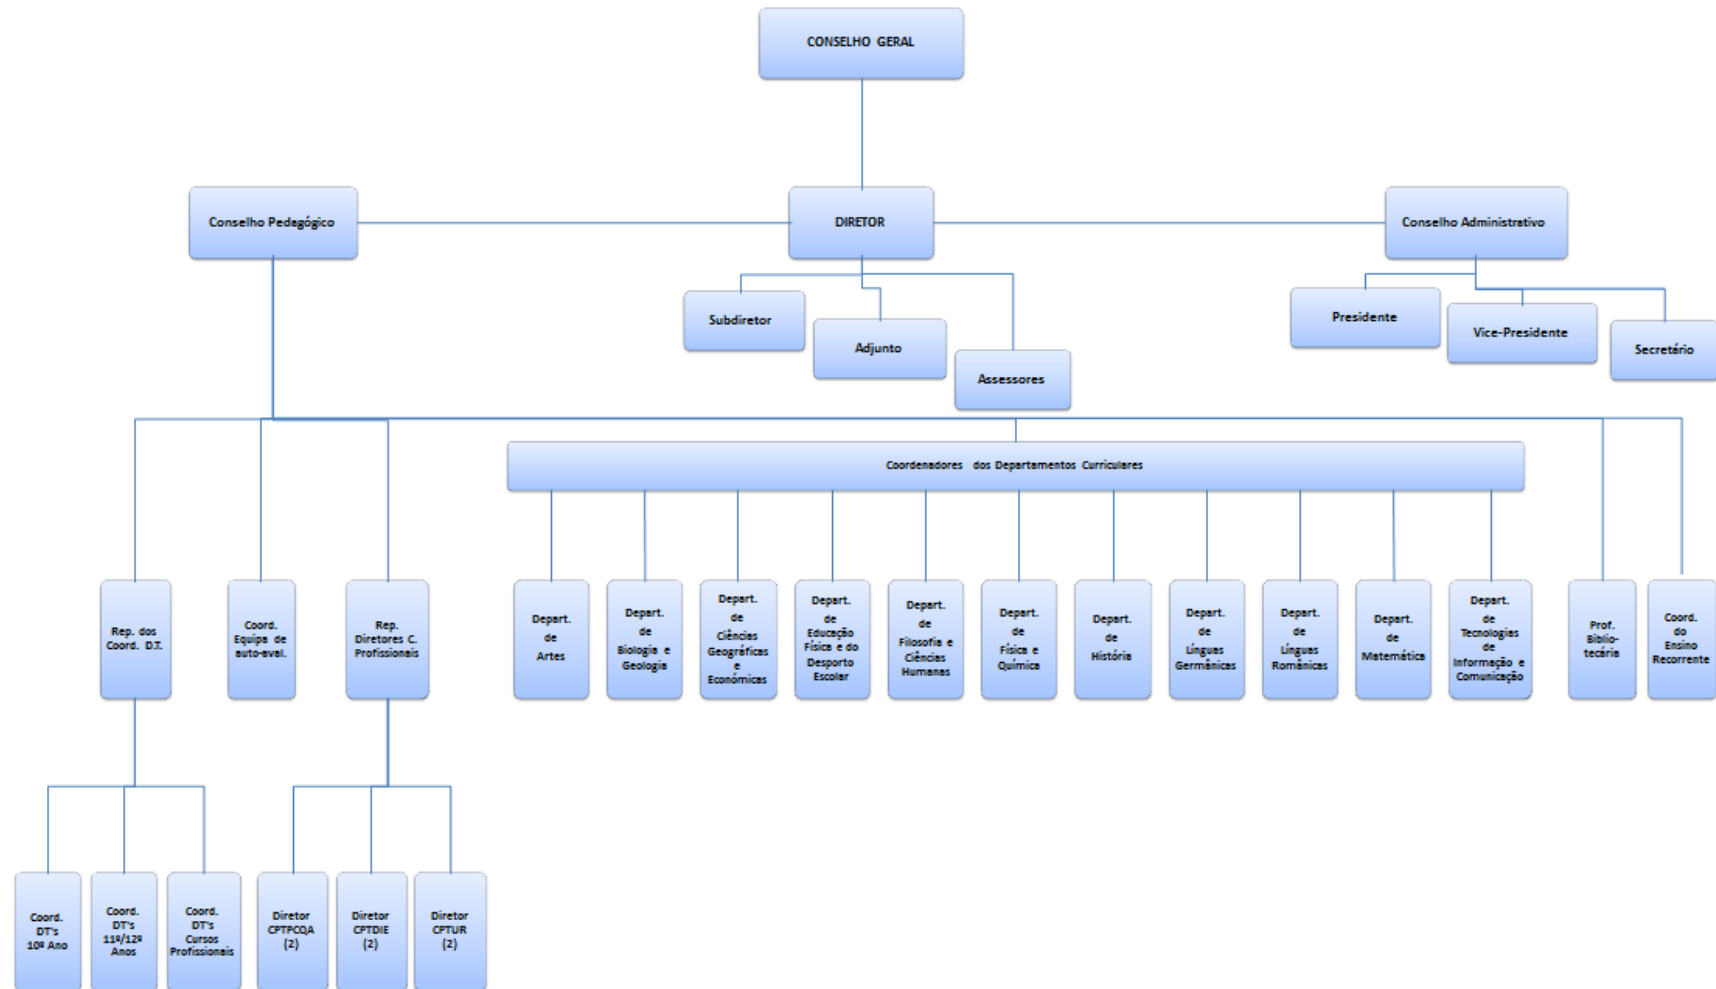 CONSELHO GERAL
Conselho Pedagógico
DIRETOR
Conselho Administrativo
Subdiretor
Adjunto
Assessores
Presidente
Vice-Presidente
Secretário
Coordenadores dos Departamentos Curriculares
Rep. dos
Coord. D.T.
Coord.
Equipa de
auto-aval.
Rep.
Diretores C.
Profissionais
Depart.
de
Artes
Depart.
de
Biologia e
Geologia
Depart.
de
Ciências
Geográficas
e
Económicas
Depart.
de
Educação
Física e do
Desporto
Escolar
Depart.
de
Filosofia e
Ciências
Humanas
Depart.
de
Física e
Química
Depart.
de
História
Depart.
de
Línguas
Germânicas
Depart.
de
Línguas
Românicas
Depart.
de
Matemática
Depart.
de
Tecnologias
de
Informação e
Comunicação
Prof.
Biblio-
tecária
Coord.
do
Ensino
Recorrente
Coord.
DT's
10º Ano
Coord.
DT's
11º/12º
Anos
Coord.
DT's
Cursos
Profissionais
Diretor
CPTPCQA
(2)
Diretor
CPTDIE
(2)
Diretor
CPTUR
(2)